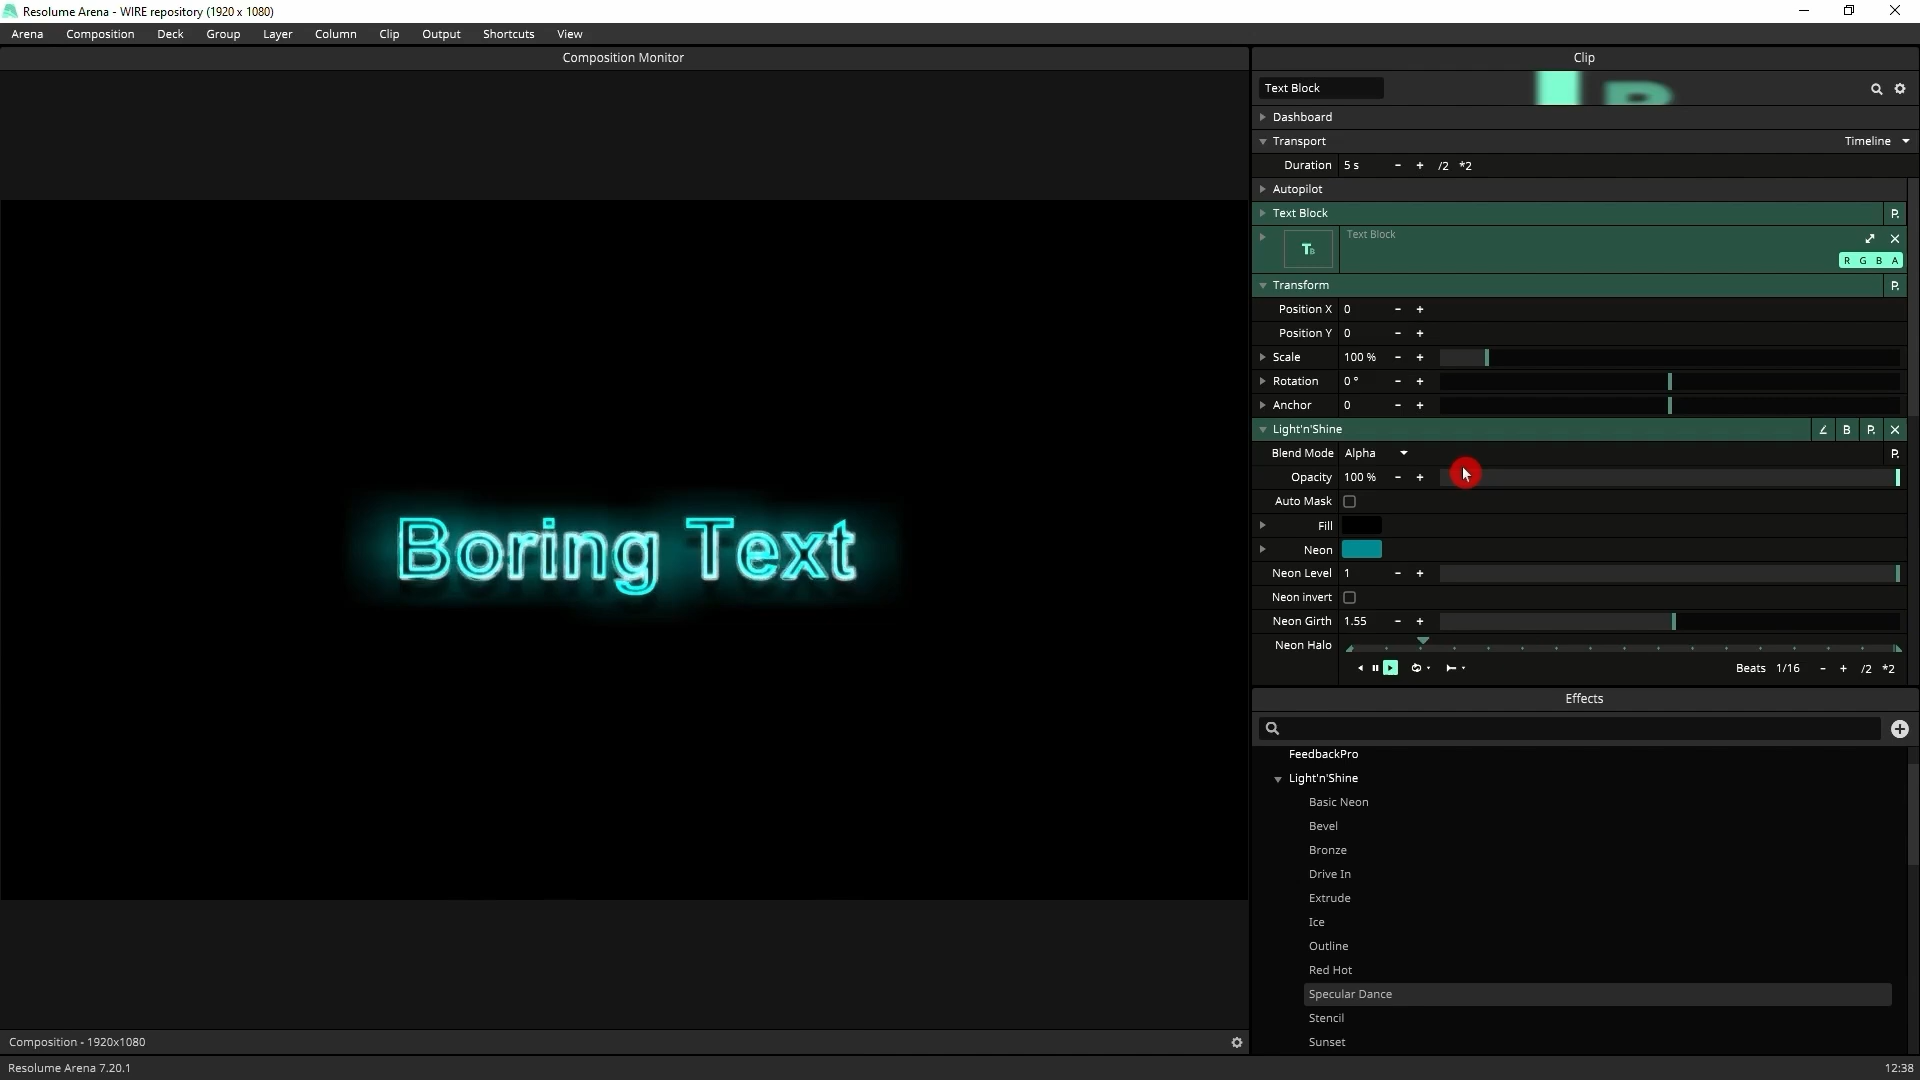 Resolume Arena - WIRE repository (1920 x 1080)
Arena Composition Deck Group Layer Column Clip Output Shortcuts View
Composition Monitor
Boring Text
Composition - 1920x1080
Resolume Arena 7.20.1
Clip
Text Block
Dashboard
Transport Timeline
Duration 5 s - + /2 *2
Autopilot
Text Block P.
TB Text Block
R G B A
Transform P.
Position X 0 - +
Position Y 0 - +
Scale 100 % - +
Rotation 0 ° - +
Anchor 0 - +
Light'n'Shine B P.
Blend Mode Alpha P.
Opacity 100 % - +
Auto Mask
Fill
Neon
Neon Level 1 - +
Neon invert
Neon Girth 1.55 - +
Neon Halo
Beats 1/16 - + /2 *2
Effects
FeedbackPro
Light'n'Shine
Basic Neon
Bevel
Bronze
Drive In
Extrude
Ice
Outline
Red Hot
Specular Dance
Stencil
Sunset
12:38